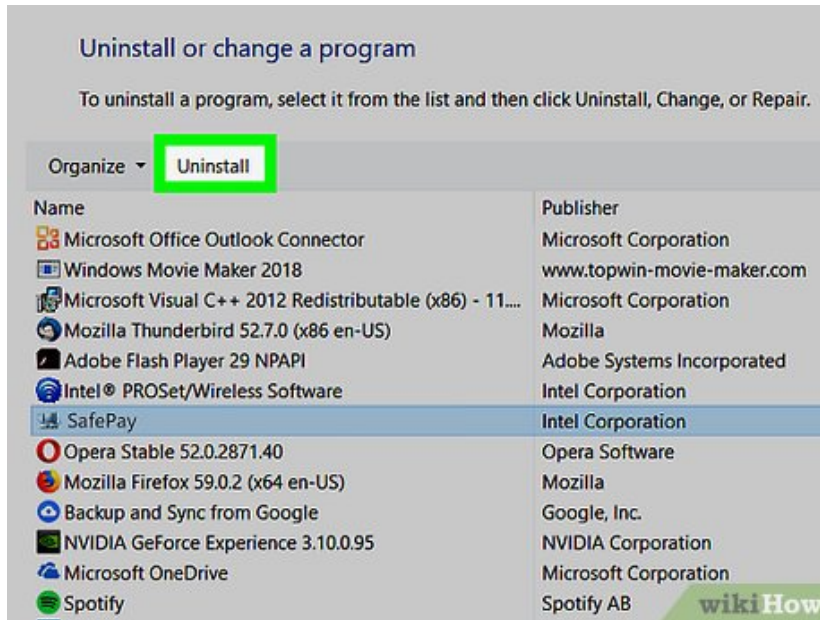 Uninstall or change a program
To uninstall a program, select it from the list and then click Uninstall, Change, or Repair.
Organize Uninstall
Name Publisher
Microsoft Office Outlook Connector Microsoft Corporation
Windows Movie Maker 2018 www.topwin-movie-maker.com
Microsoft Visual C++ 2012 Redistributable (x86) - 11.... Microsoft Corporation
Mozilla Thunderbird 52.7.0 (x86 en-US) Mozilla
Adobe Flash Player 29 NPAPI Adobe Systems Incorporated
Intel® PROSet/Wireless Software Intel Corporation
SafePay Intel Corporation
Opera Stable 52.0.2871.40 Opera Software
Mozilla Firefox 59.0.2 (x64 en-US) Mozilla
Backup and Sync from Google Google, Inc.
NVIDIA GeForce Experience 3.10.0.95 NVIDIA Corporation
Microsoft OneDrive Microsoft Corporation
Spotify Spotify AB
wikiHow